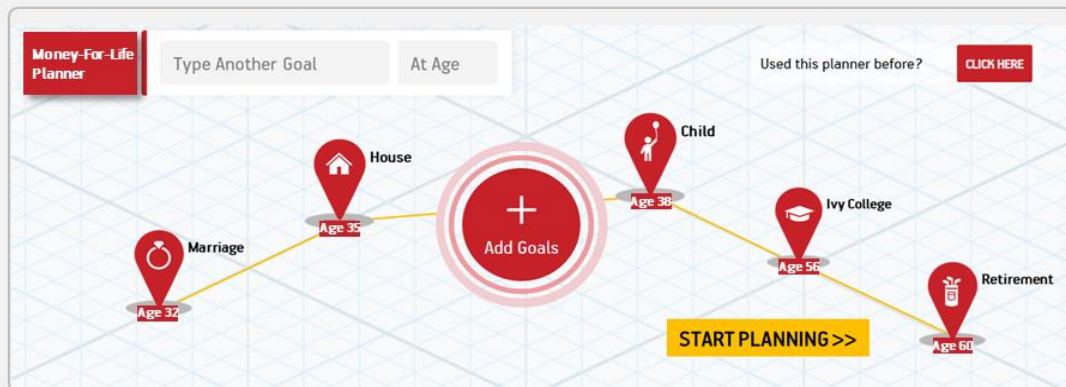 Money-For-Life
Planner
Type Another Goal
At Age
Used this planner before?
CLICK HERE
Marriage
Age 32
House
Age 35
+
Add Goals
Child
Age 38
Ivy College
Age 56
Retirement
Age 60
START PLANNING >>